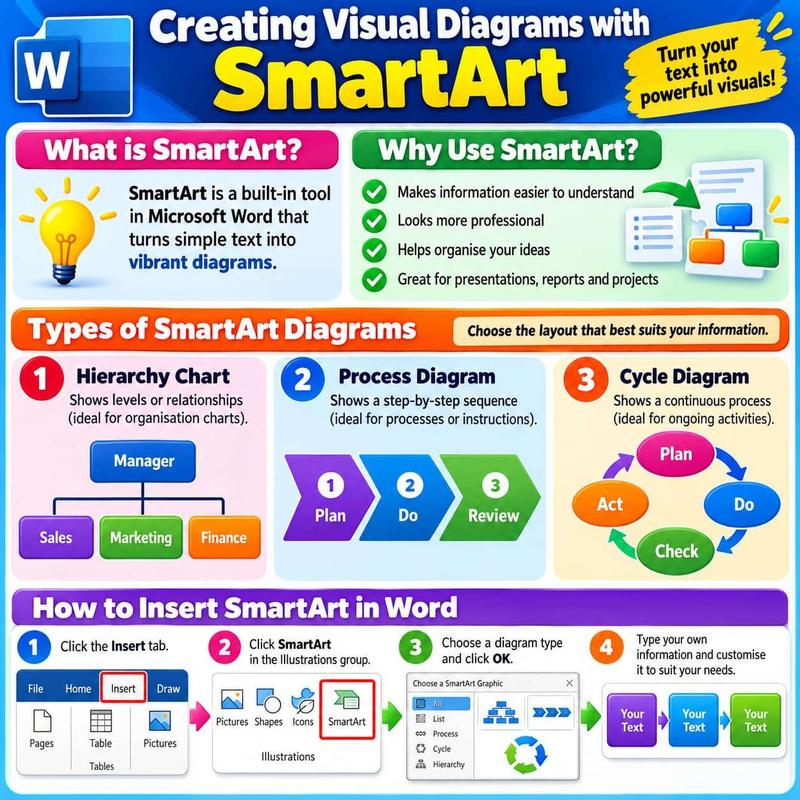 W
Creating Visual Diagrams with
SmartArt
Turn your
text into
powerful visuals!
What is SmartArt?
SmartArt is a built-in tool
in Microsoft Word that
turns simple text into
vibrant diagrams.
Why Use SmartArt?
Makes information easier to understand
Looks more professional
Helps organise your ideas
Great for presentations, reports and projects
Types of SmartArt Diagrams
Choose the layout that best suits your information.
1 Hierarchy Chart
Shows levels or relationships
(ideal for organisation charts).
Manager
Sales Marketing Finance
2 Process Diagram
Shows a step-by-step sequence
(ideal for processes or instructions).
1 2 3
Plan Do Review
3 Cycle Diagram
Shows a continuous process
(ideal for ongoing activities).
Plan
Act Do
Check
How to Insert SmartArt in Word
1 Click the Insert tab.
File Home Insert Draw
Pages Table Pictures
Tables
2 Click SmartArt
in the Illustrations group.
Pictures Shapes Icons SmartArt
Illustrations
3 Choose a diagram type
and click OK.
Choose a SmartArt Graphic ×
All
List
Process
Cycle
Hierarchy
4 Type your own
information and customise
it to suit your needs.
Your Your Your
Text Text Text